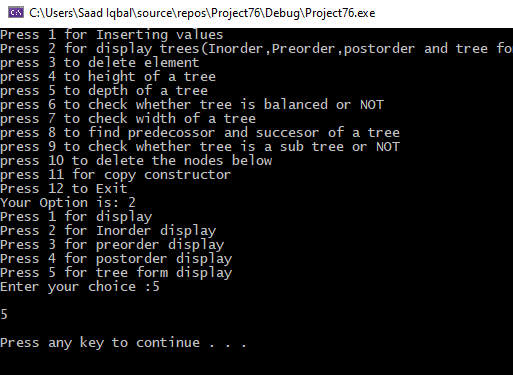 C:\Users\Saad Iqbal\source\repos\Project76\Debug\Project76.exe
Press 1 for Inserting values
Press 2 for display trees(Inorder,Preorder,postorder and tree fo
press 3 to delete element
press 4 to height of a tree
press 5 to depth of a tree
press 6 to check whether tree is balanced or NOT
press 7 to check width of a tree
press 8 to find predecossor and succesor of a tree
press 9 to check whether tree is a sub tree or NOT
press 10 to delete the nodes below
press 11 for copy constructor
Press 12 to Exit
Your Option is: 2
Press 1 for display
Press 2 for Inorder display
Press 3 for preorder display
Press 4 for postorder display
Press 5 for tree form display
Enter your choice :5
5
Press any key to continue . . .